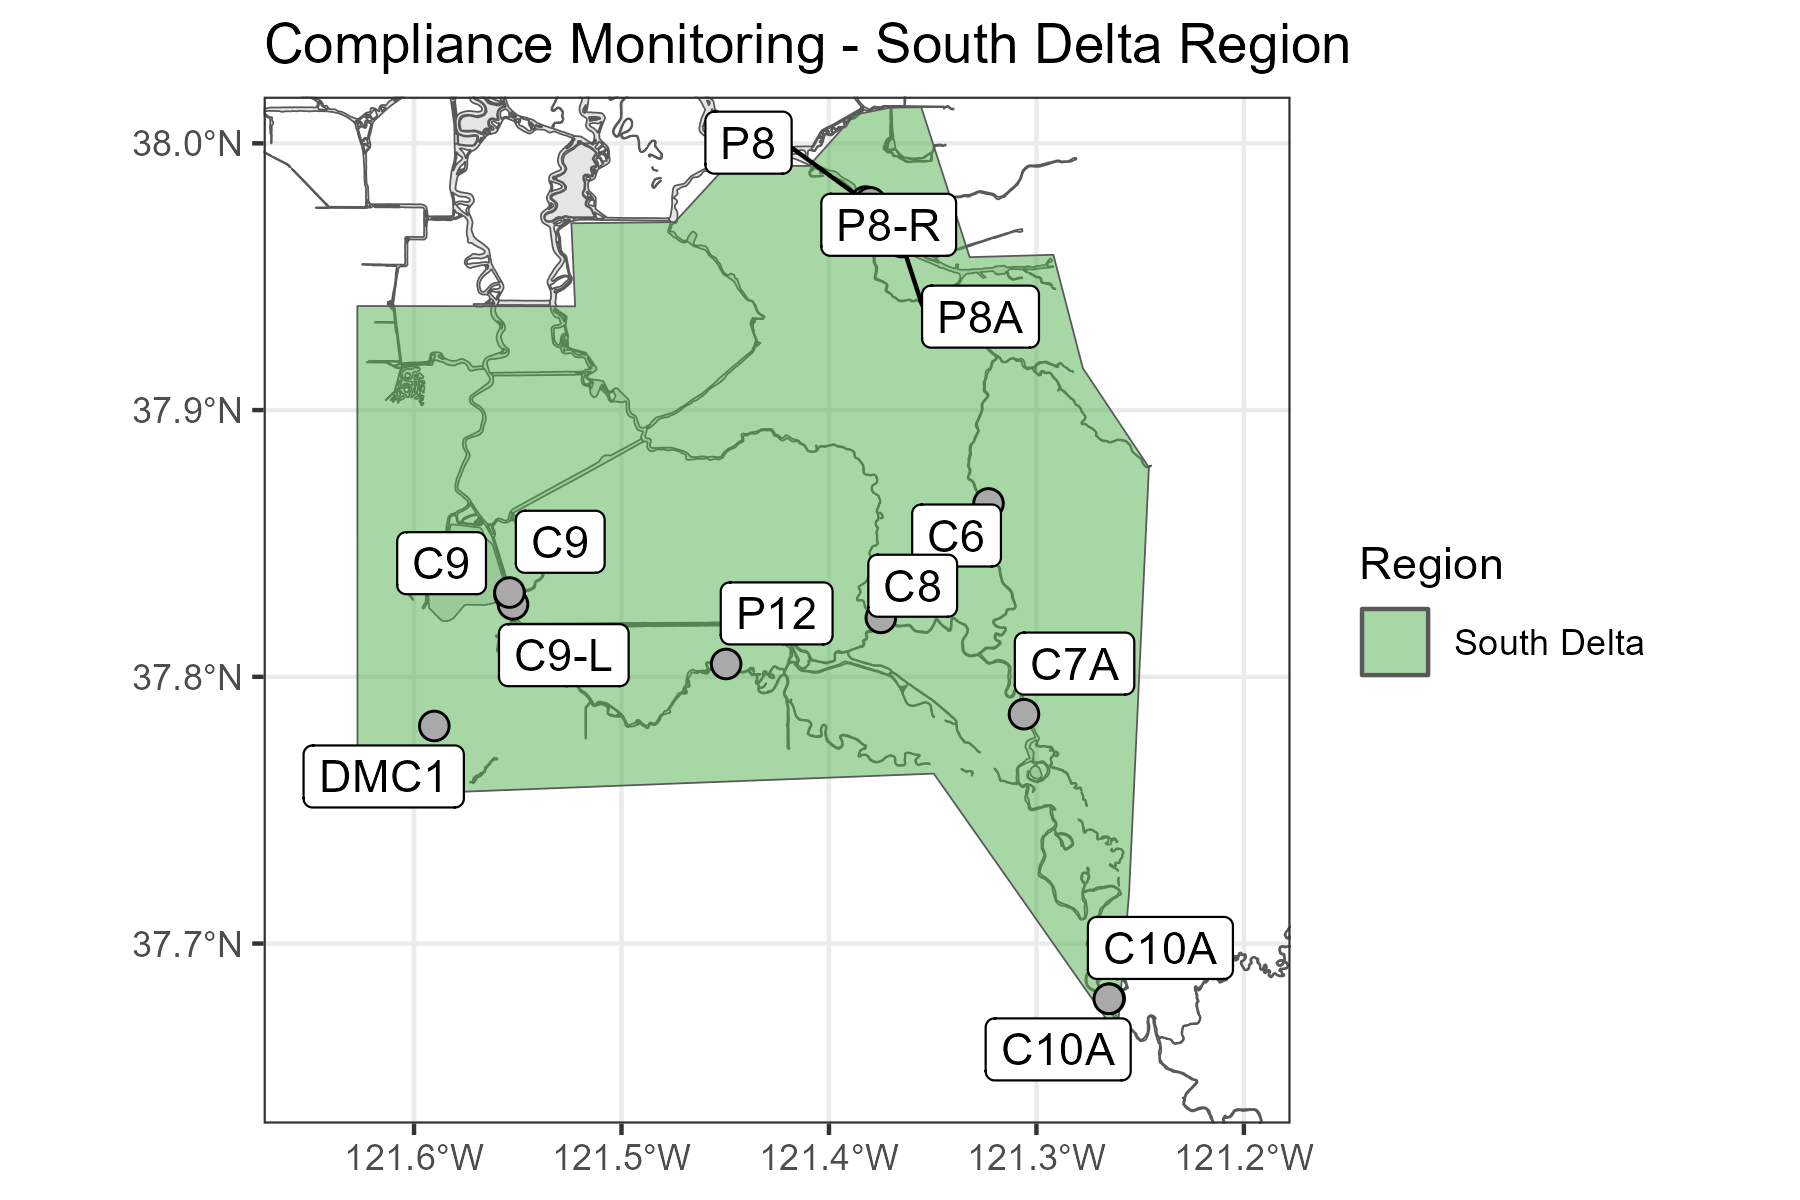 Compliance Monitoring - South Delta Region
38.0°N
37.9°N
37.8°N
37.7°N
P8
P8-R
P8A
C6
C9
C9
C8
P12
C9-L
C7A
DMC1
C10A
C10A
121.6°W
121.5°W
121.4°W
121.3°W
121.2°W
Region
South Delta